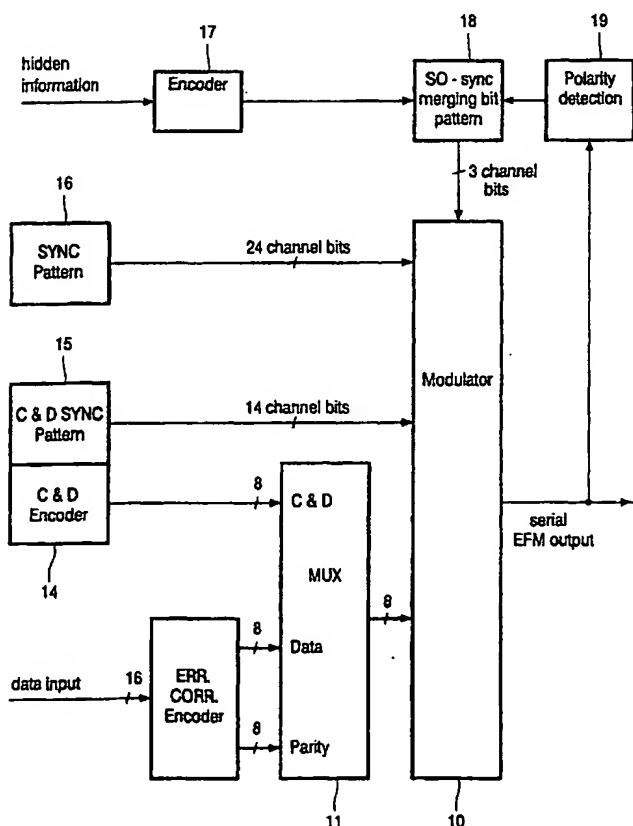 17
18
19
hidden
information
Encoder
SO - sync
merging bit
pattern
Polarity
detection
3 channel
bits
16
SYNC
Pattern
24 channel bits
15
C & D SYNC
Pattern
14 channel bits
Modulator
C & D
Encoder
8
C & D
14
MUX
serial
EFM output
8
data input
16
ERR.
CORR.
Encoder
8
Data
8
Parity
11
10